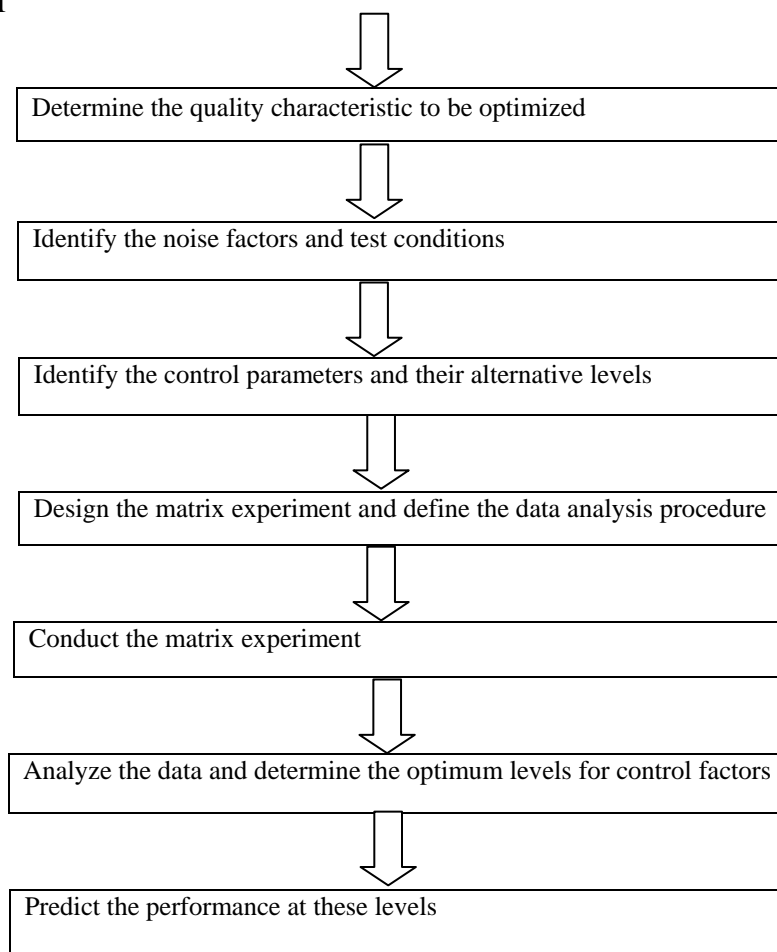 Determine the quality characteristic to be optimized
Identify the noise factors and test conditions
Identify the control parameters and their alternative levels
Design the matrix experiment and define the data analysis procedure
Conduct the matrix experiment
Analyze the data and determine the optimum levels for control factors
Predict the performance at these levels